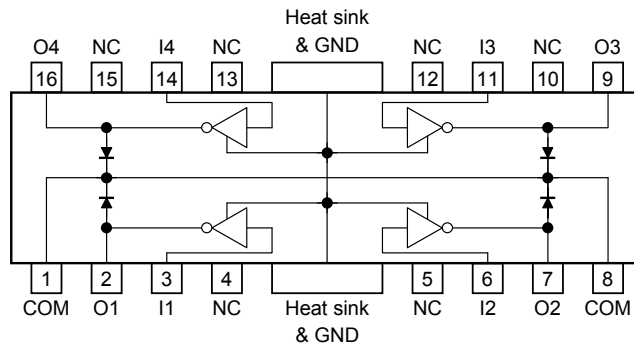 Heat sink
& GND
O4 NC I4 NC NC I3 NC O3
16 15 14 13 12 11 10 9
1 2 3 4 5 6 7 8
COM O1 I1 NC Heat sink NC I2 O2 COM
& GND